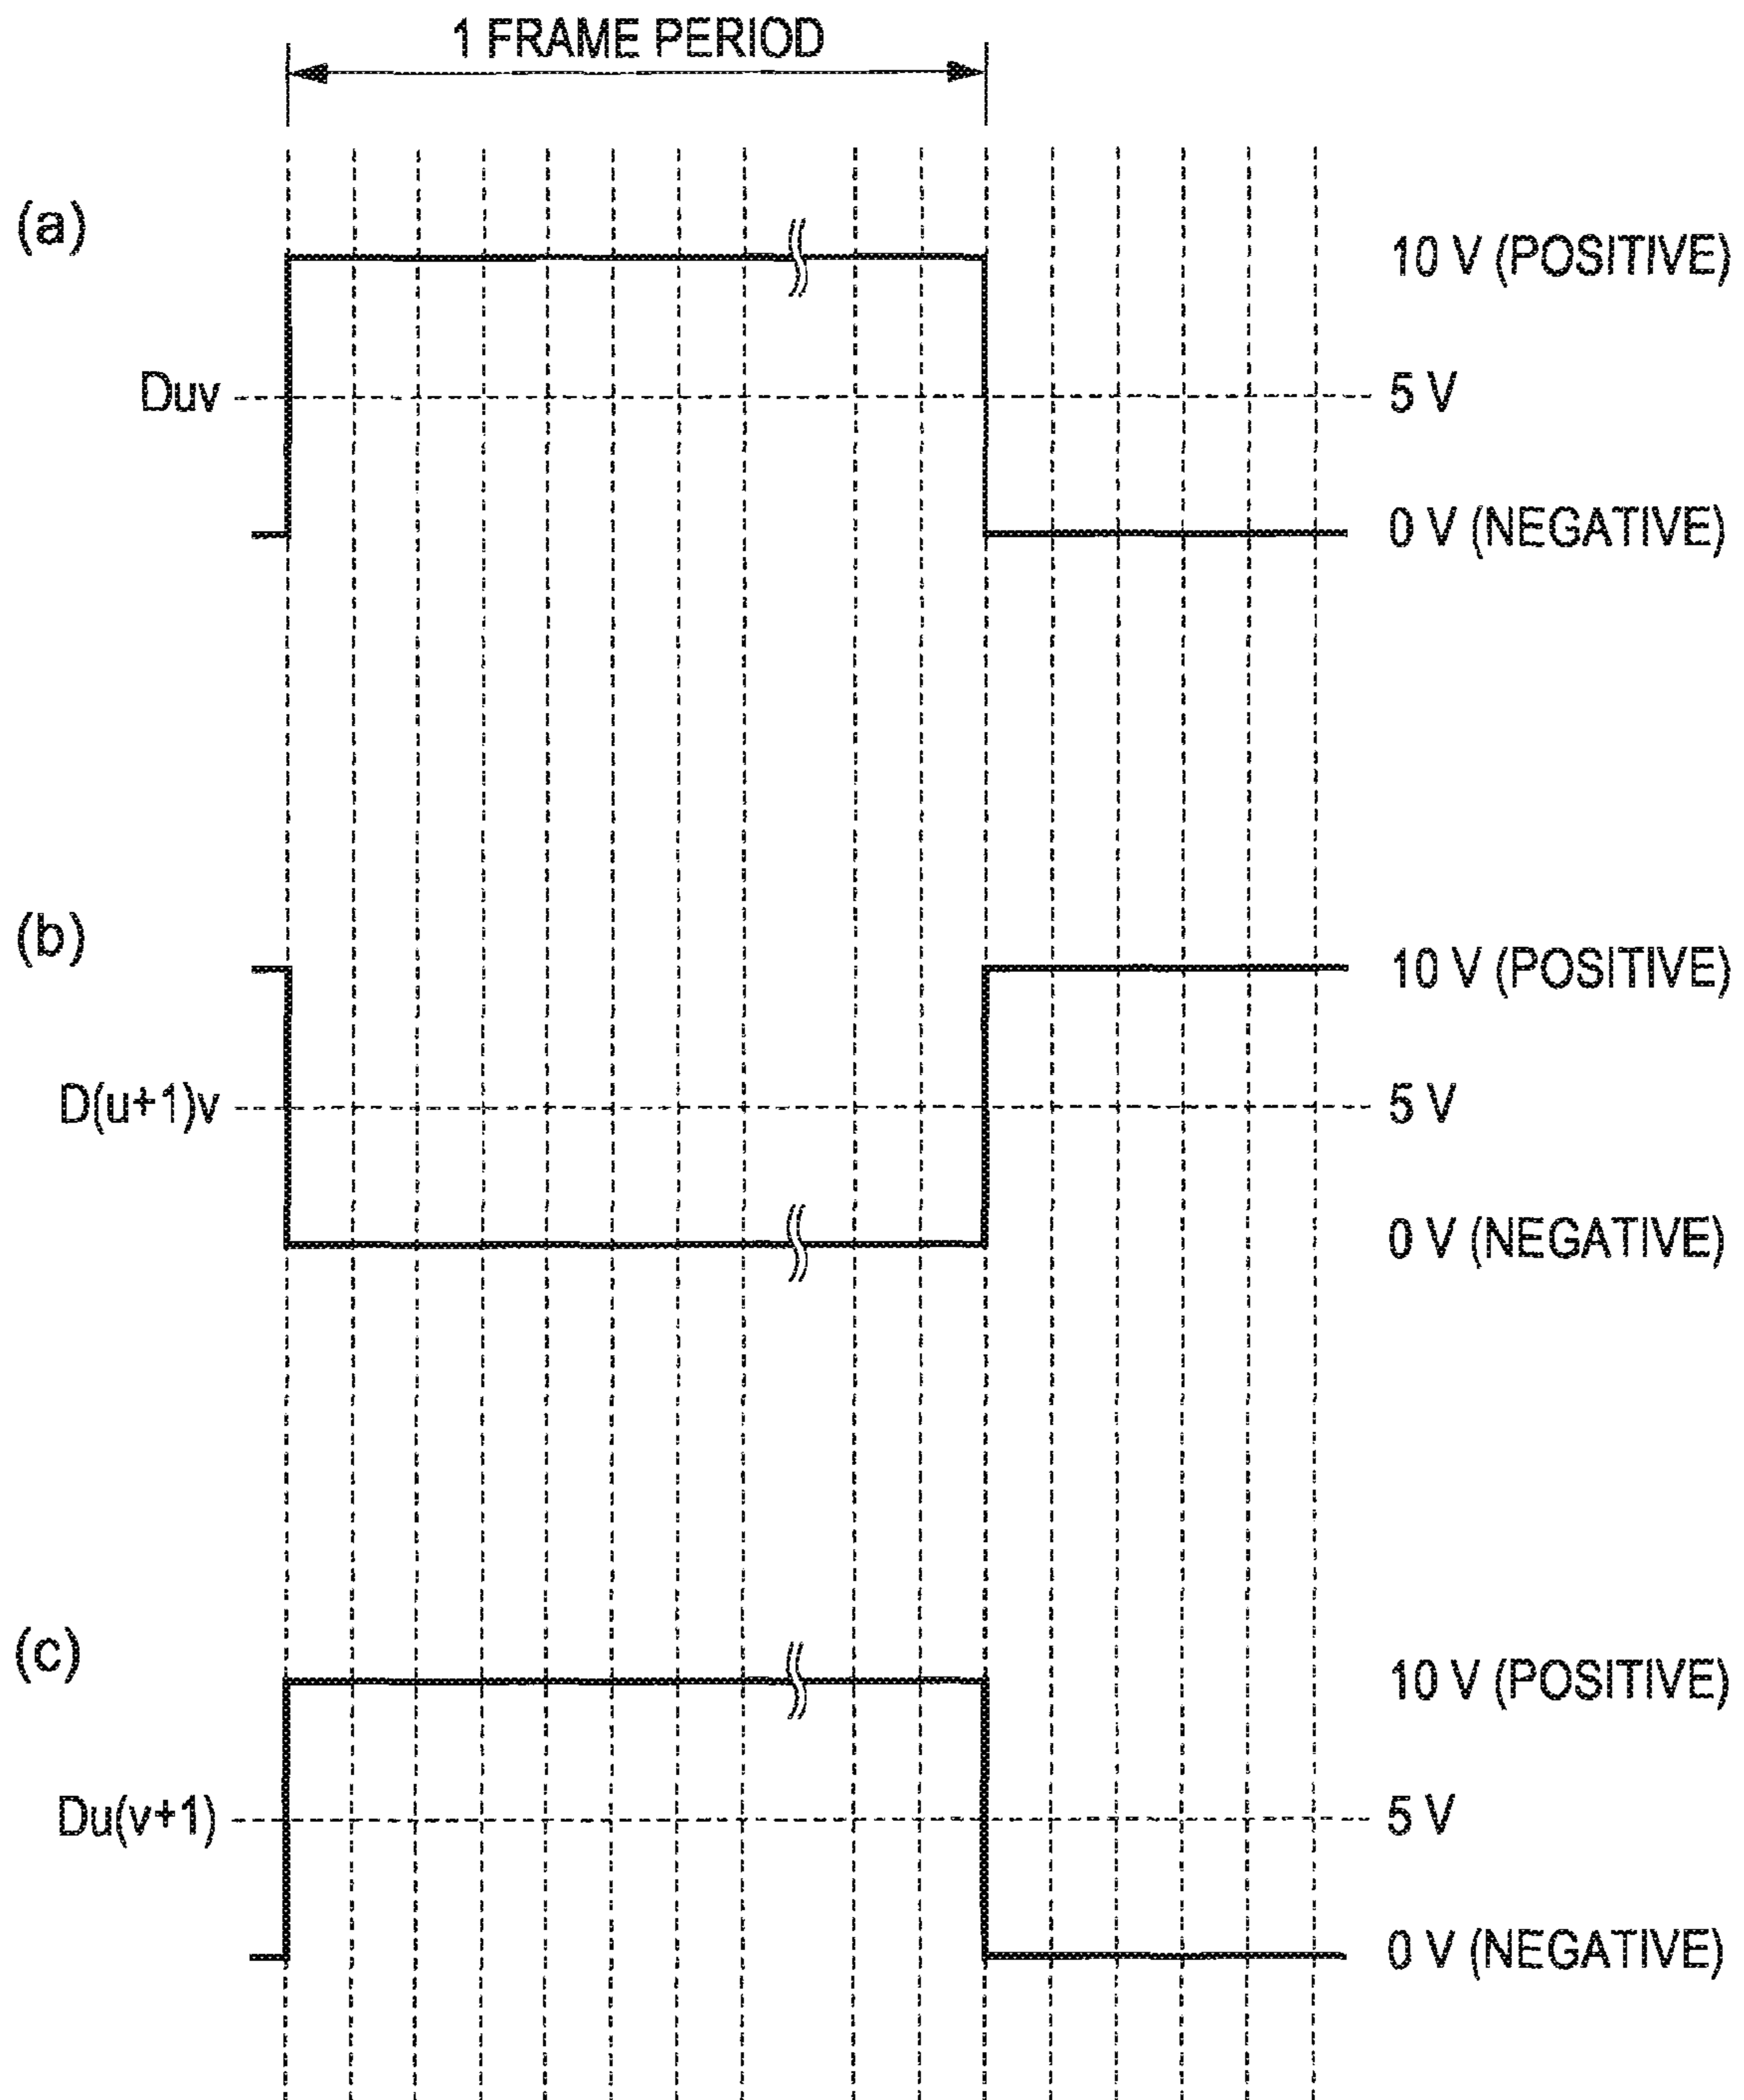 1 FRAME PERIOD
(a)
10 V (POSITIVE)
Duv
5 V
0 V (NEGATIVE)
(b)
10 V (POSITIVE)
D(u+1)v
5 V
0 V (NEGATIVE)
(c)
10 V (POSITIVE)
Du(v+1)
5 V
0 V (NEGATIVE)